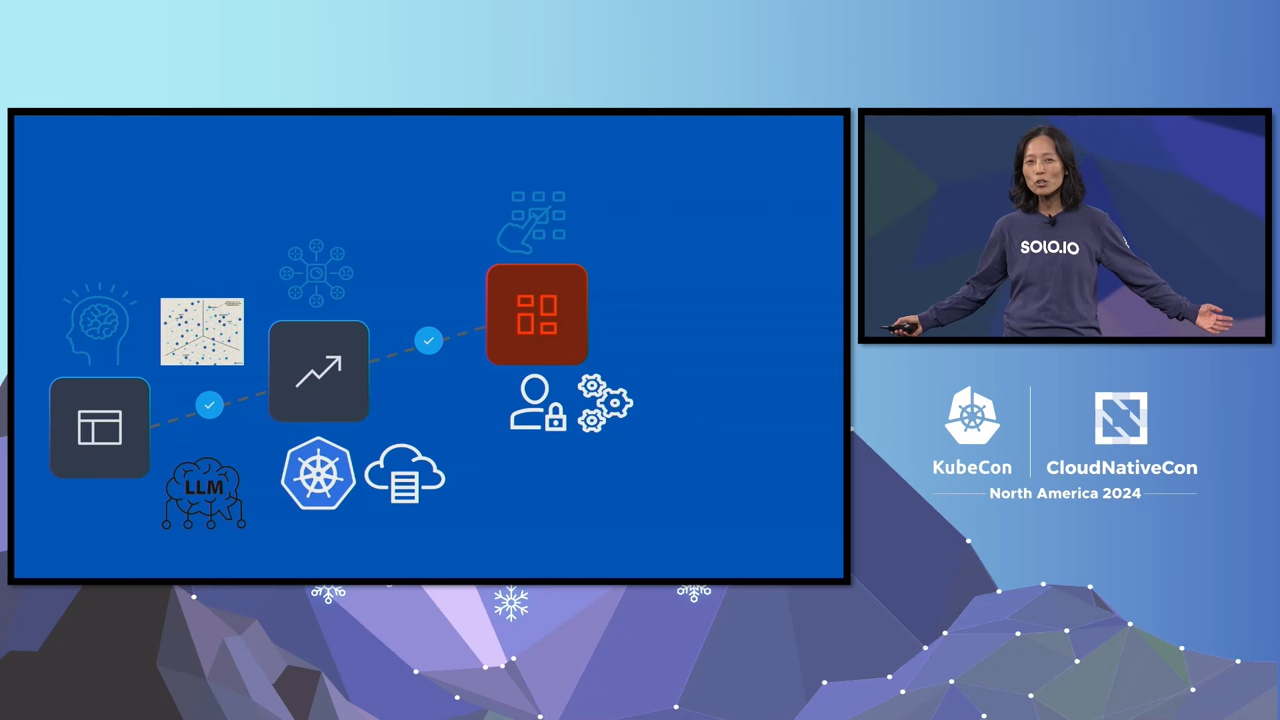 LLM
SOLO.IO
KubeCon
CloudNativeCon
North America 2024